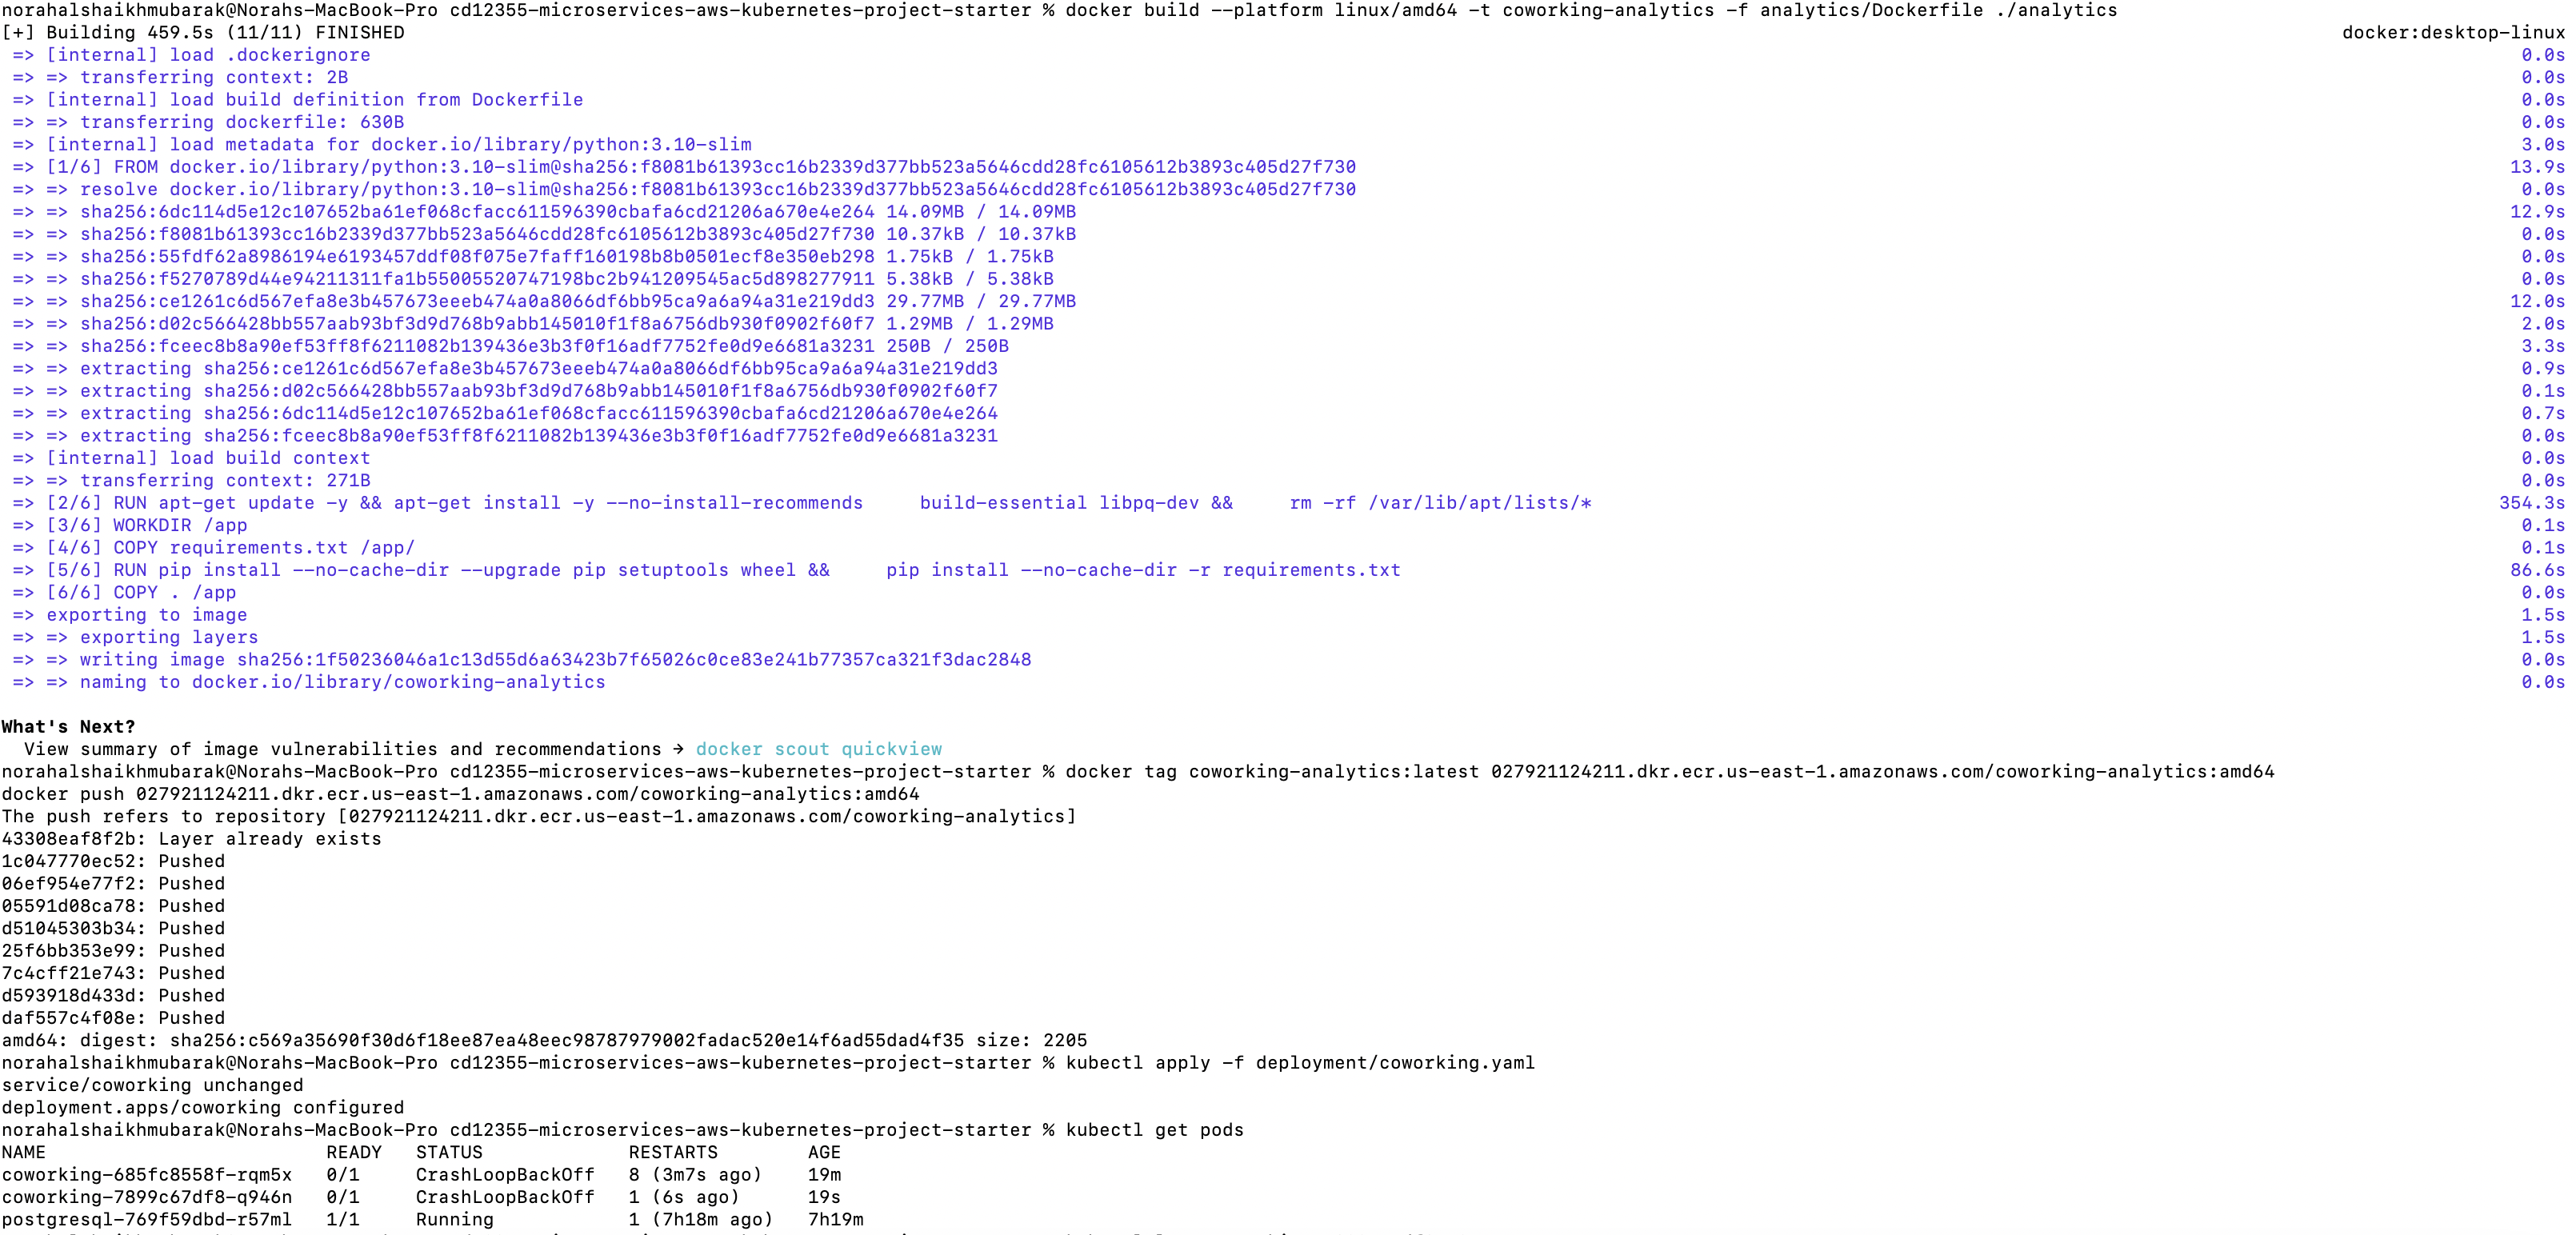 norahalshaikhmubarak@Norahs-MacBook-Pro cd12355-microservices-aws-kubernetes-project-starter % docker build --platform linux/amd64 -t coworking-analytics -f analytics/Dockerfile ./analytics
[+] Building 459.5s (11/11) FINISHED docker:desktop-linux
=> [internal] load .dockerignore 0.0s
=> => transferring context: 2B 0.0s
=> [internal] load build definition from Dockerfile 0.0s
=> => transferring dockerfile: 630B 0.0s
=> [internal] load metadata for docker.io/library/python:3.10-slim 3.0s
=> [1/6] FROM docker.io/library/python:3.10-slim@sha256:f8081b61393cc16b2339d377bb523a5646cdd28fc6105612b3893c405d27f730 13.9s
=> => resolve docker.io/library/python:3.10-slim@sha256:f8081b61393cc16b2339d377bb523a5646cdd28fc6105612b3893c405d27f730 0.0s
=> => sha256:6dc114d5e12c107652ba61ef068cfacc611596390cbafa6cd21206a670e4e264 14.09MB / 14.09MB 12.9s
=> => sha256:f8081b61393cc16b2339d377bb523a5646cdd28fc6105612b3893c405d27f730 10.37kB / 10.37kB 0.0s
=> => sha256:55fdf62a8986194e6193457ddf08f075e7faff160198b8b0501ecf8e350eb298 1.75kB / 1.75kB 0.0s
=> => sha256:f5270789d44e94211311fa1b55005520747198bc2b941209545ac5d898277911 5.38kB / 5.38kB 0.0s
=> => sha256:ce1261c6d567efa8e3b457673eeeb474a0a8066df6bb95ca9a6a94a31e219dd3 29.77MB / 29.77MB 12.0s
=> => sha256:d02c566428bb557aab93bf3d9d768b9abb145010f1f8a6756db930f0902f60f7 1.29MB / 1.29MB 2.0s
=> => sha256:fceec8b8a90ef53ff8f6211082b139436e3b3f0f16adf7752fe0d9e6681a3231 250B / 250B 3.3s
=> => extracting sha256:ce1261c6d567efa8e3b457673eeeb474a0a8066df6bb95ca9a6a94a31e219dd3 0.9s
=> => extracting sha256:d02c566428bb557aab93bf3d9d768b9abb145010f1f8a6756db930f0902f60f7 0.1s
=> => extracting sha256:6dc114d5e12c107652ba61ef068cfacc611596390cbafa6cd21206a670e4e264 0.7s
=> => extracting sha256:fceec8b8a90ef53ff8f6211082b139436e3b3f0f16adf7752fe0d9e6681a3231 0.0s
=> [internal] load build context 0.0s
=> => transferring context: 271B 0.0s
=> [2/6] RUN apt-get update -y && apt-get install -y --no-install-recommends     build-essential libpq-dev &&     rm -rf /var/lib/apt/lists/* 354.3s
=> [3/6] WORKDIR /app 0.1s
=> [4/6] COPY requirements.txt /app/ 0.1s
=> [5/6] RUN pip install --no-cache-dir --upgrade pip setuptools wheel &&     pip install --no-cache-dir -r requirements.txt 86.6s
=> [6/6] COPY . /app 0.0s
=> exporting to image 1.5s
=> => exporting layers 1.5s
=> => writing image sha256:1f50236046a1c13d55d6a63423b7f65026c0ce83e241b77357ca321f3dac2848 0.0s
=> => naming to docker.io/library/coworking-analytics 0.0s
What's Next?
View summary of image vulnerabilities and recommendations → docker scout quickview
norahalshaikhmubarak@Norahs-MacBook-Pro cd12355-microservices-aws-kubernetes-project-starter % docker tag coworking-analytics:latest 027921124211.dkr.ecr.us-east-1.amazonaws.com/coworking-analytics:amd64
docker push 027921124211.dkr.ecr.us-east-1.amazonaws.com/coworking-analytics:amd64
The push refers to repository [027921124211.dkr.ecr.us-east-1.amazonaws.com/coworking-analytics]
43308eaf8f2b: Layer already exists
1c047770ec52: Pushed
06ef954e77f2: Pushed
05591d08ca78: Pushed
d51045303b34: Pushed
25f6bb353e99: Pushed
7c4cff21e743: Pushed
d593918d433d: Pushed
daf557c4f08e: Pushed
amd64: digest: sha256:c569a35690f30d6f18ee87ea48eec98787979002fadac520e14f6ad55dad4f35 size: 2205
norahalshaikhmubarak@Norahs-MacBook-Pro cd12355-microservices-aws-kubernetes-project-starter % kubectl apply -f deployment/coworking.yaml
service/coworking unchanged
deployment.apps/coworking configured
norahalshaikhmubarak@Norahs-MacBook-Pro cd12355-microservices-aws-kubernetes-project-starter % kubectl get pods
NAME READY STATUS RESTARTS AGE
coworking-685fc8558f-rqm5x 0/1 CrashLoopBackOff 8 (3m7s ago) 19m
coworking-7899c67df8-q946n 0/1 CrashLoopBackOff 1 (6s ago) 19s
postgresql-769f59dbd-r57ml 1/1 Running 1 (7h18m ago) 7h19m